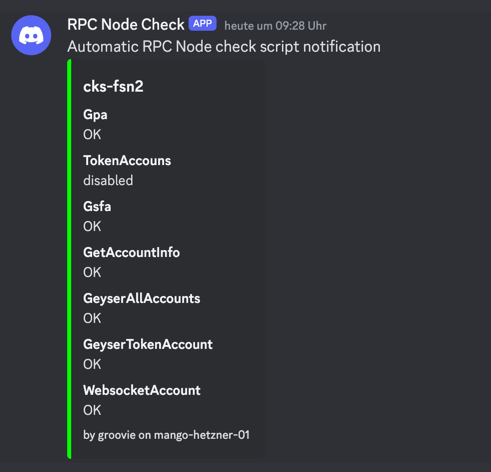 RPC Node Check APP heute um 09:28 Uhr
Automatic RPC Node check script notification
cks-fsn2
Gpa
OK
TokenAccouns
disabled
Gsfa
OK
GetAccountInfo
OK
GeyserAllAccounts
OK
GeyserTokenAccount
OK
WebsocketAccount
OK
by groovie on mango-hetzner-01